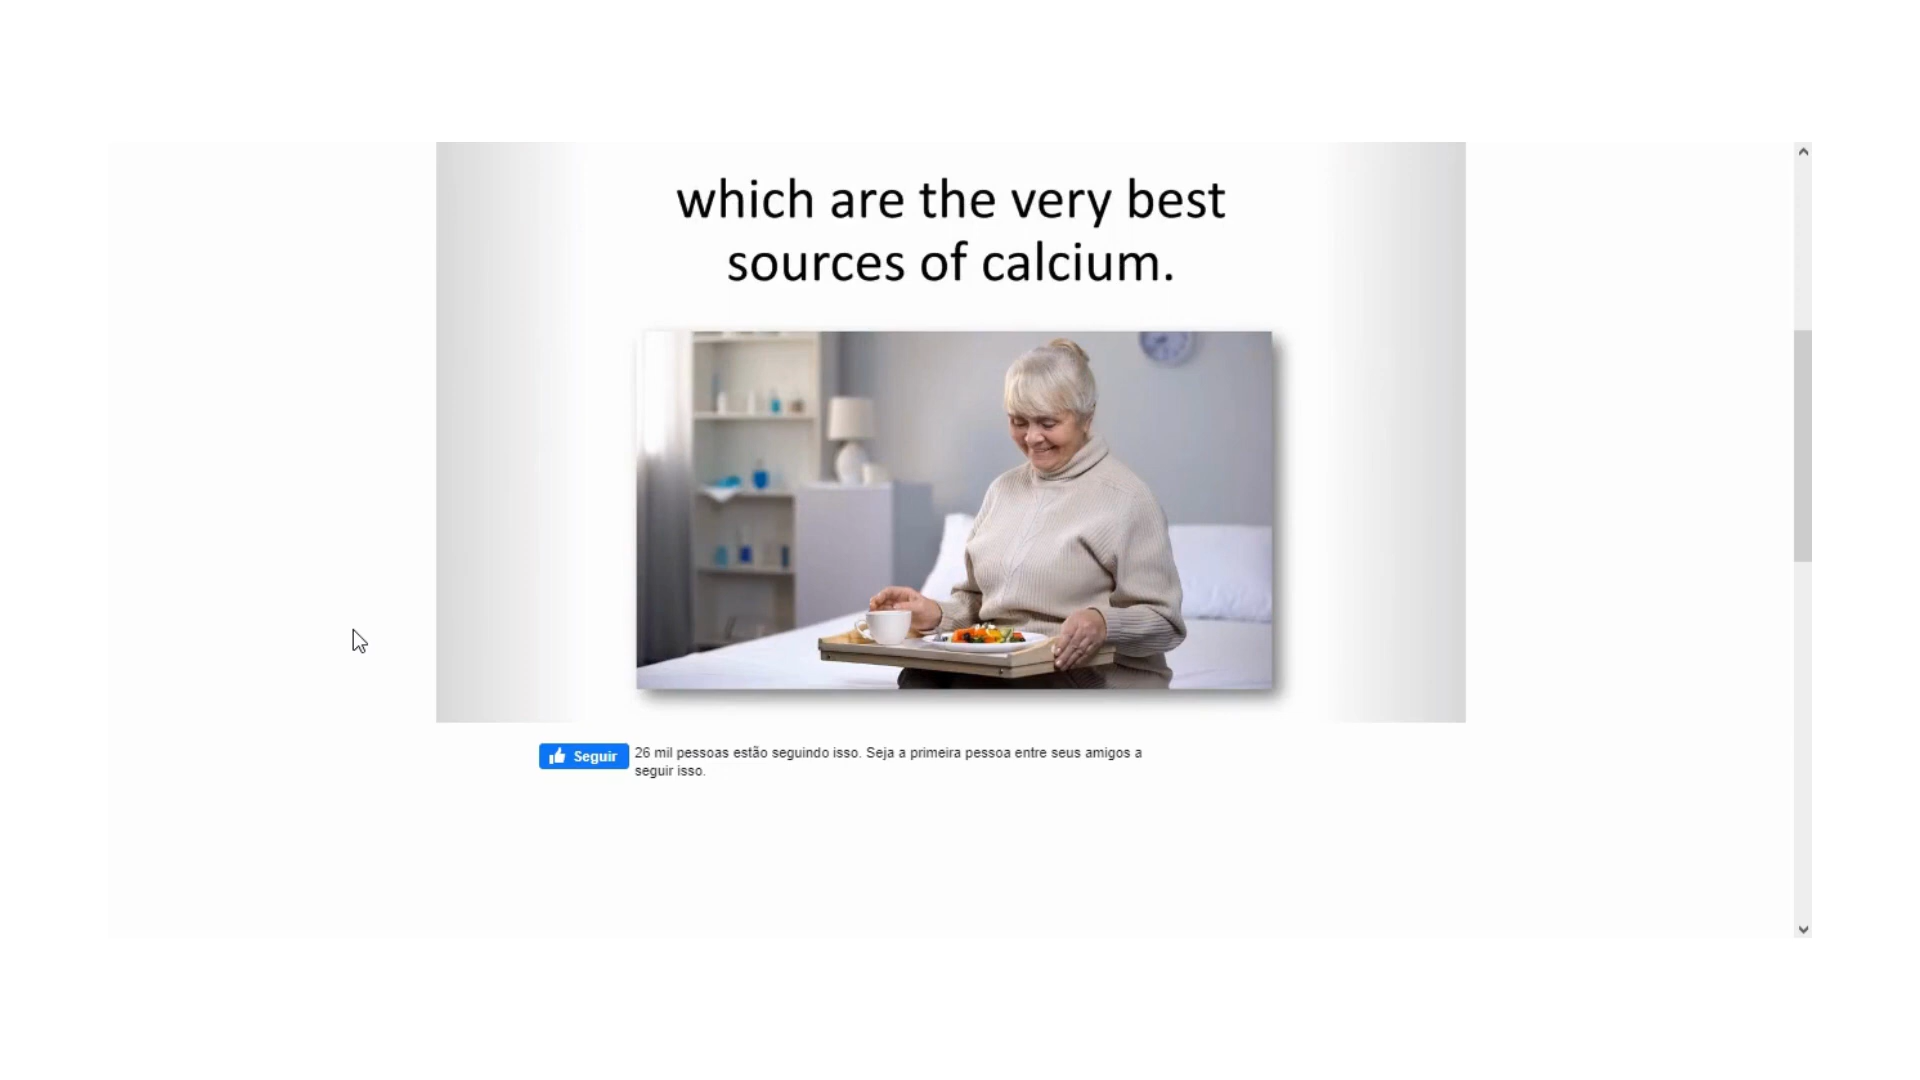 which are the very best
sources of calcium.
Seguir
26 mil pessoas estão seguindo isso. Seja a primeira pessoa entre seus amigos a
seguir isso.